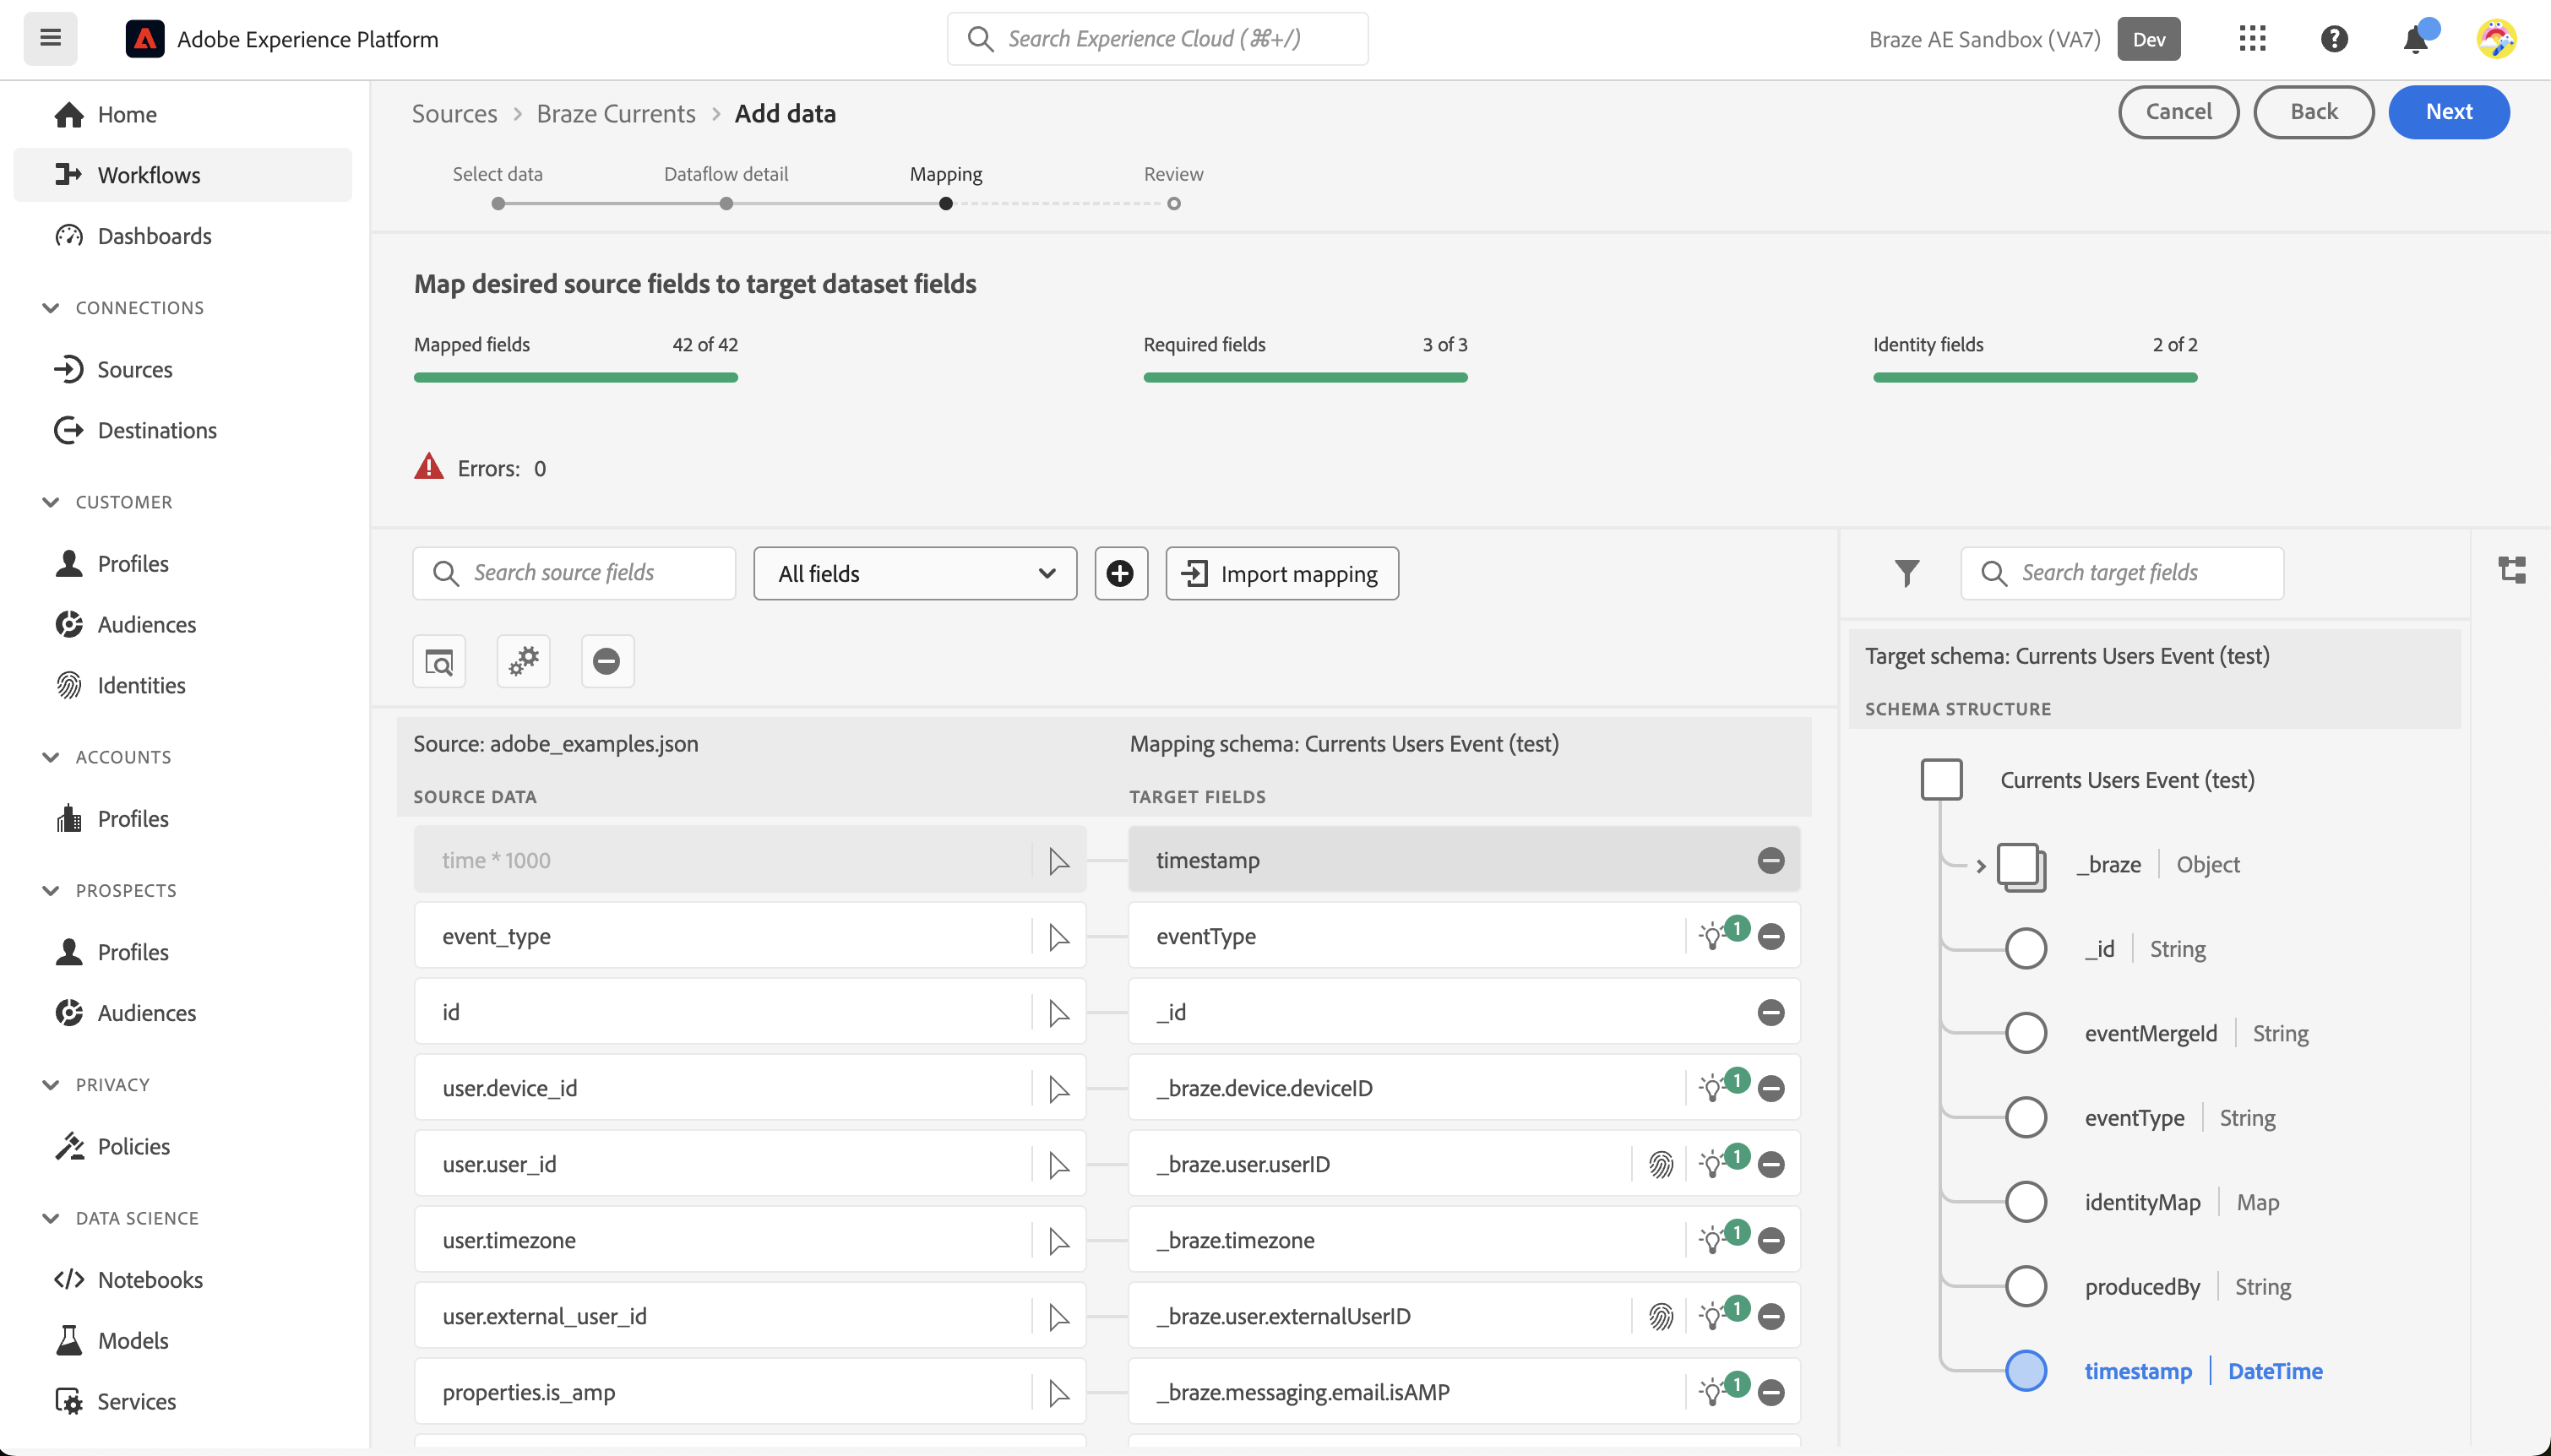 Adobe Experience Platform
Search Experience Cloud (⌘+/)
Braze AE Sandbox (VA7)
Dev
Home
Workflows
Dashboards
CONNECTIONS
Sources
Destinations
CUSTOMER
Profiles
Audiences
Identities
ACCOUNTS
Profiles
PROSPECTS
Profiles
Audiences
PRIVACY
Policies
DATA SCIENCE
Notebooks
Models
Services
Sources > Braze Currents > Add data
Cancel
Back
Next
Select data
Dataflow detail
Mapping
Review
Map desired source fields to target dataset fields
Mapped fields 42 of 42
Required fields 3 of 3
Identity fields 2 of 2
Errors: 0
Search source fields
All fields
Import mapping
Source: adobe_examples.json
Mapping schema: Currents Users Event (test)
SOURCE DATA
TARGET FIELDS
time * 1000
timestamp
event_type
eventType
1
id
_id
user.device_id
_braze.device.deviceID
1
user.user_id
_braze.user.userID
1
user.timezone
_braze.timezone
1
user.external_user_id
_braze.user.externalUserID
1
properties.is_amp
_braze.messaging.email.isAMP
1
Search target fields
Target schema: Currents Users Event (test)
SCHEMA STRUCTURE
Currents Users Event (test)
_braze | Object
_id | String
eventMergeId | String
eventType | String
identityMap | Map
producedBy | String
timestamp | DateTime